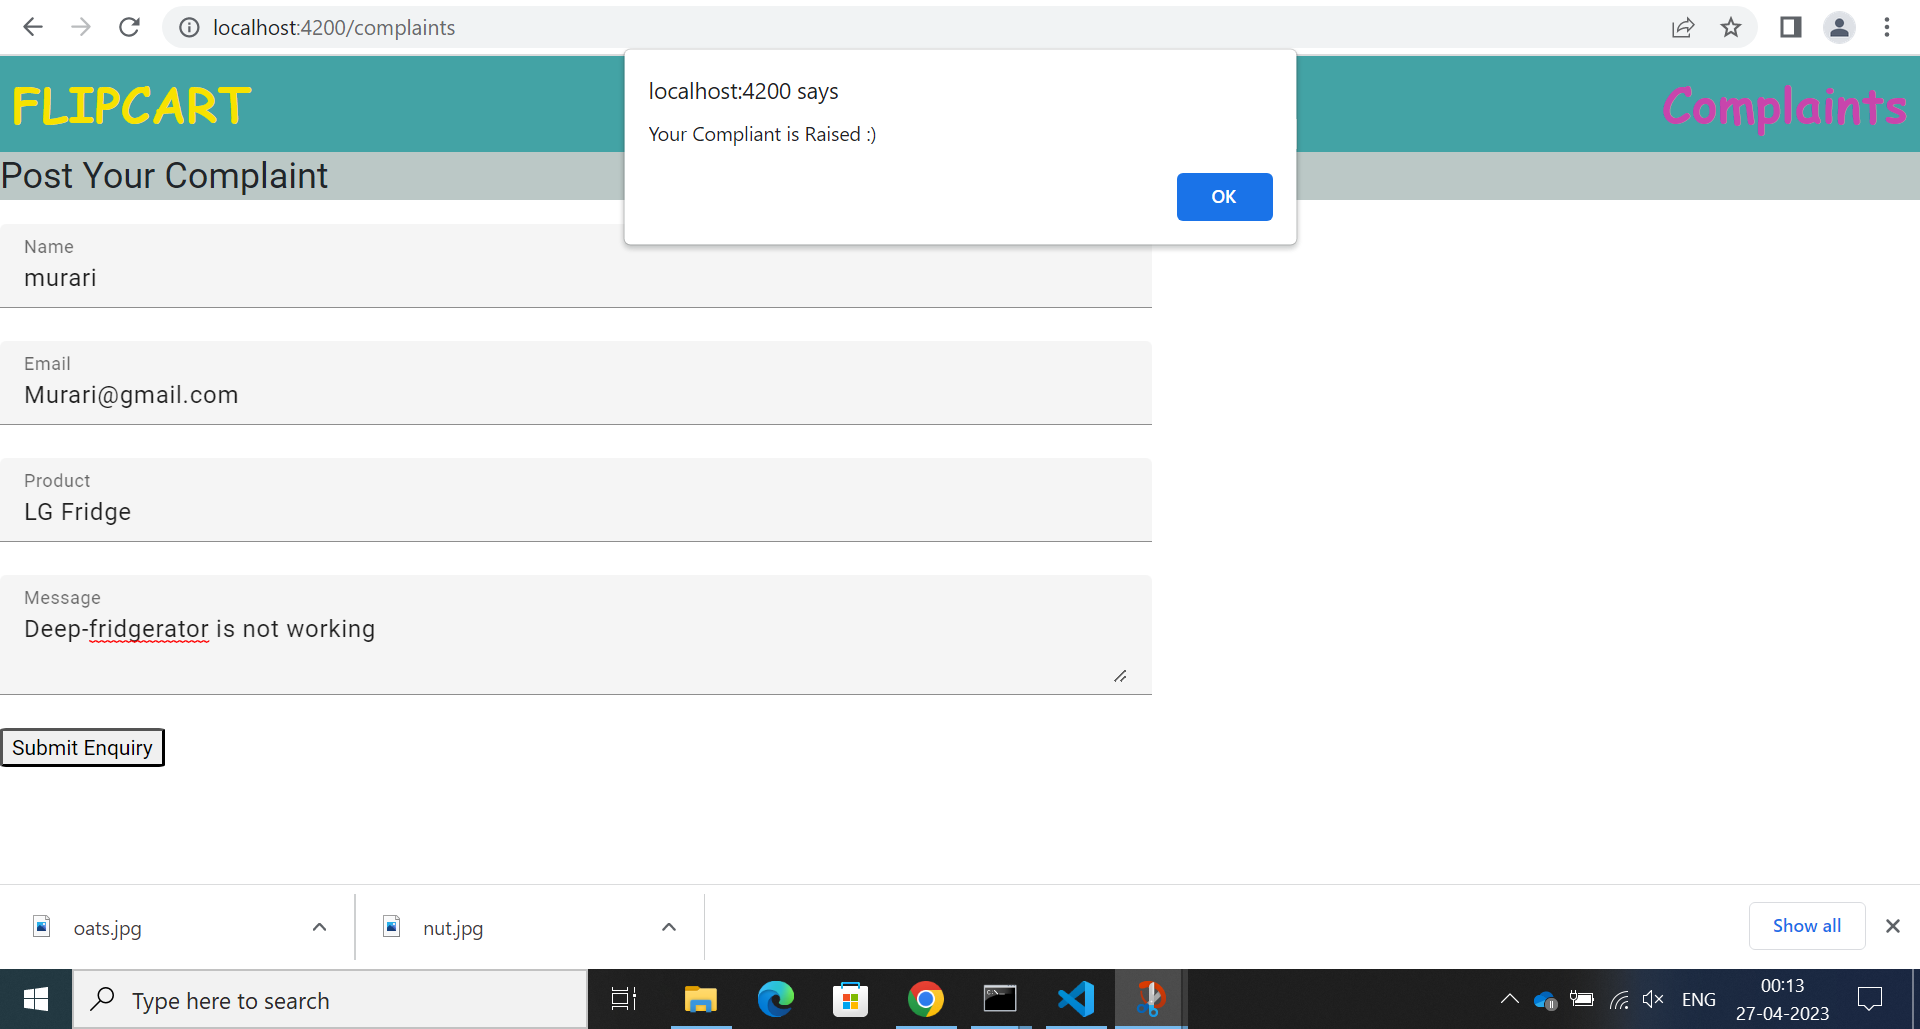 localhost:4200/complaints
localhost:4200 says
Your Compliant is Raised :)
OK
FLIPCART
Complaints
Post Your Complaint
Name
murari
Email
Murari@gmail.com
Product
LG Fridge
Message
Deep-fridgerator is not working
Submit Enquiry
oats.jpg
nut.jpg
Show all
Type here to search
ENG
00:13
27-04-2023